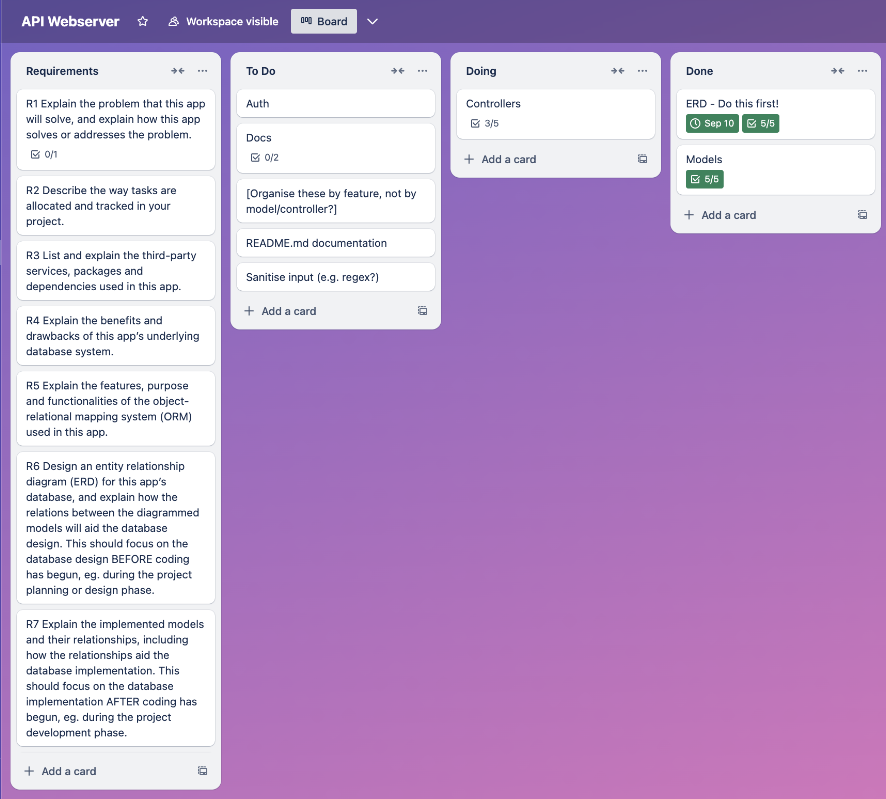 API Webserver
Workspace visible
Board
Requirements
R1 Explain the problem that this app
will solve, and explain how this app
solves or addresses the problem.
0/1
R2 Describe the way tasks are
allocated and tracked in your
project.
R3 List and explain the third-party
services, packages and
dependencies used in this app.
R4 Explain the benefits and
drawbacks of this app's underlying
database system.
R5 Explain the features, purpose
and functionalities of the object-
relational mapping system (ORM)
used in this app.
R6 Design an entity relationship
diagram (ERD) for this app's
database, and explain how the
relations between the diagrammed
models will aid the database
design. This should focus on the
database design BEFORE coding
has begun, eg. during the project
planning or design phase.
R7 Explain the implemented models
and their relationships, including
how the relationships aid the
database implementation. This
should focus on the database
implementation AFTER coding has
begun, eg. during the project
development phase.
Add a card
To Do
Auth
Docs
0/2
[Organise these by feature, not by
model/controller?]
README.md documentation
Sanitise input (e.g. regex?)
Add a card
Doing
Controllers
3/5
Add a card
Done
ERD - Do this first!
Sep 10
5/5
Models
5/5
Add a card